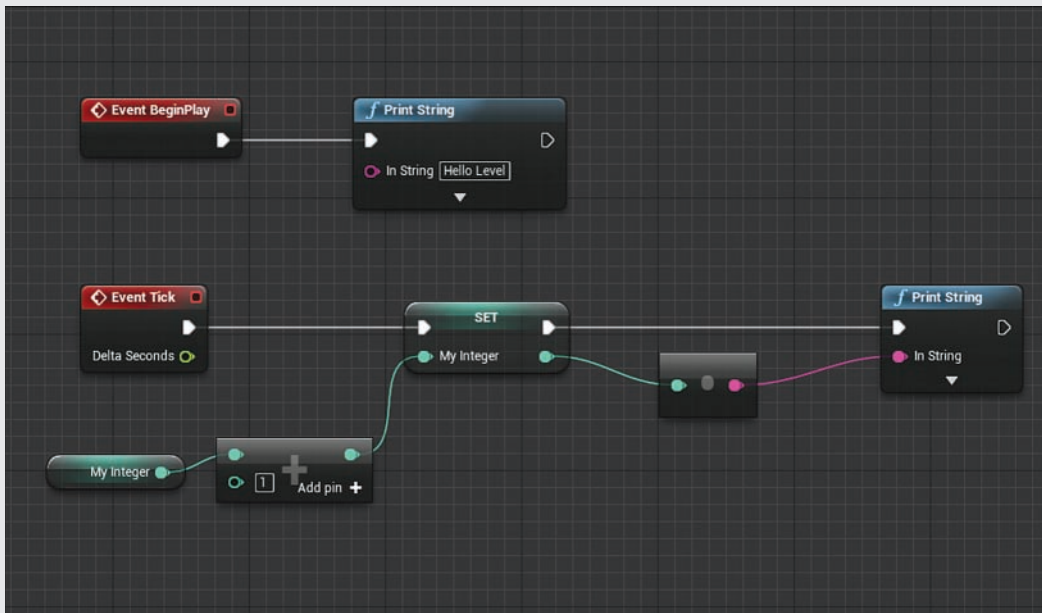 Event BeginPlay
Print String
In String Hello Level
Event Tick
Delta Seconds
SET
My Integer
Print String
In String
My Integer
1
Add pin +